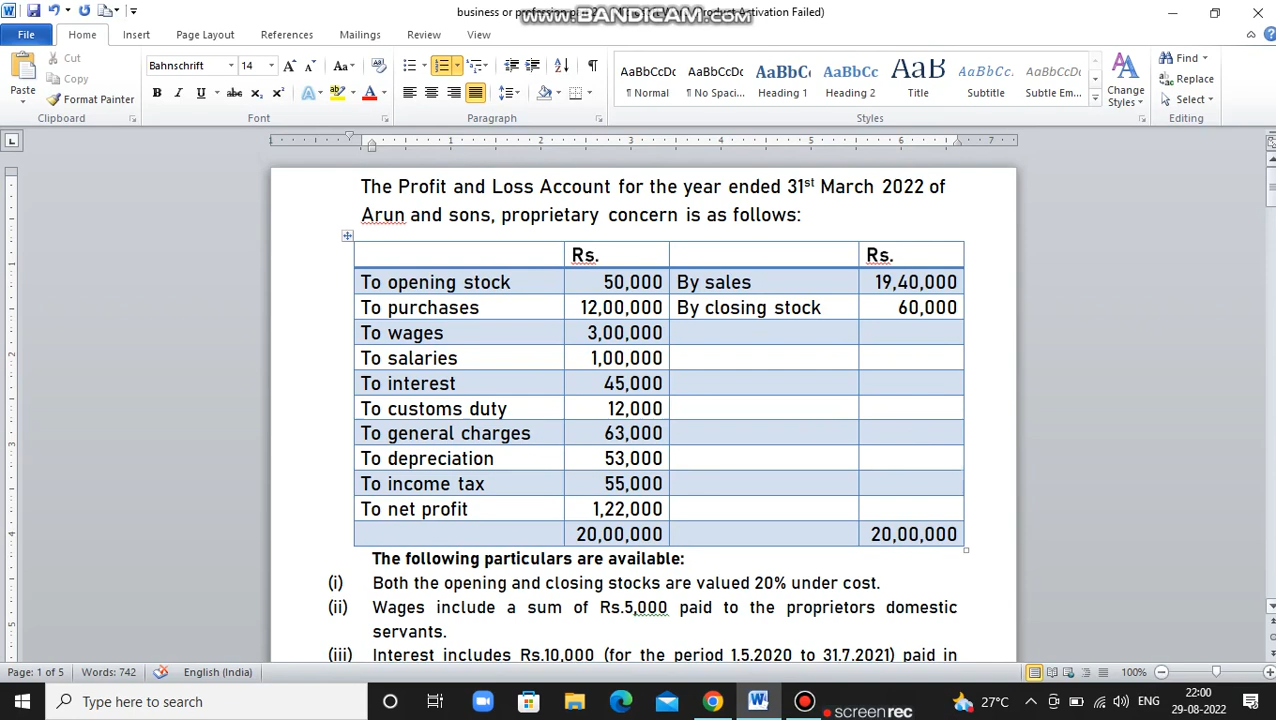 business or profession
www.BANDICAM.com
roduct Activation Failed)
File Home Insert Page Layout References Mailings Review View
Paste
Cut
Copy
Format Painter
Clipboard
Bahnschrift 14
Font
Paragraph
AaBbCcDc AaBbCcDc AaBbC AaBbCc AaB AaBbCc. AaBbCcD.
¶ Normal ¶ No Spaci... Heading 1 Heading 2 Title Subtitle Subtle Em...
Styles
Change Styles
Find
Replace
Select
Editing
The Profit and Loss Account for the year ended 31st March 2022 of
Arun and sons, proprietary concern is as follows:
Rs. Rs.
To opening stock 50,000 By sales 19,40,000
To purchases 12,00,000 By closing stock 60,000
To wages 3,00,000
To salaries 1,00,000
To interest 45,000
To customs duty 12,000
To general charges 63,000
To depreciation 53,000
To income tax 55,000
To net profit 1,22,000
20,00,000 20,00,000
The following particulars are available:
(i) Both the opening and closing stocks are valued 20% under cost.
(ii) Wages include a sum of Rs.5,000 paid to the proprietors domestic
servants.
(iii) Interest includes Rs.10,000 (for the period 1.5.2020 to 31.7.2021) paid in
Page: 1 of 5 Words: 742 English (India) 100%
Type here to search
27°C
ENG
22:00
29-08-2022
screen rec